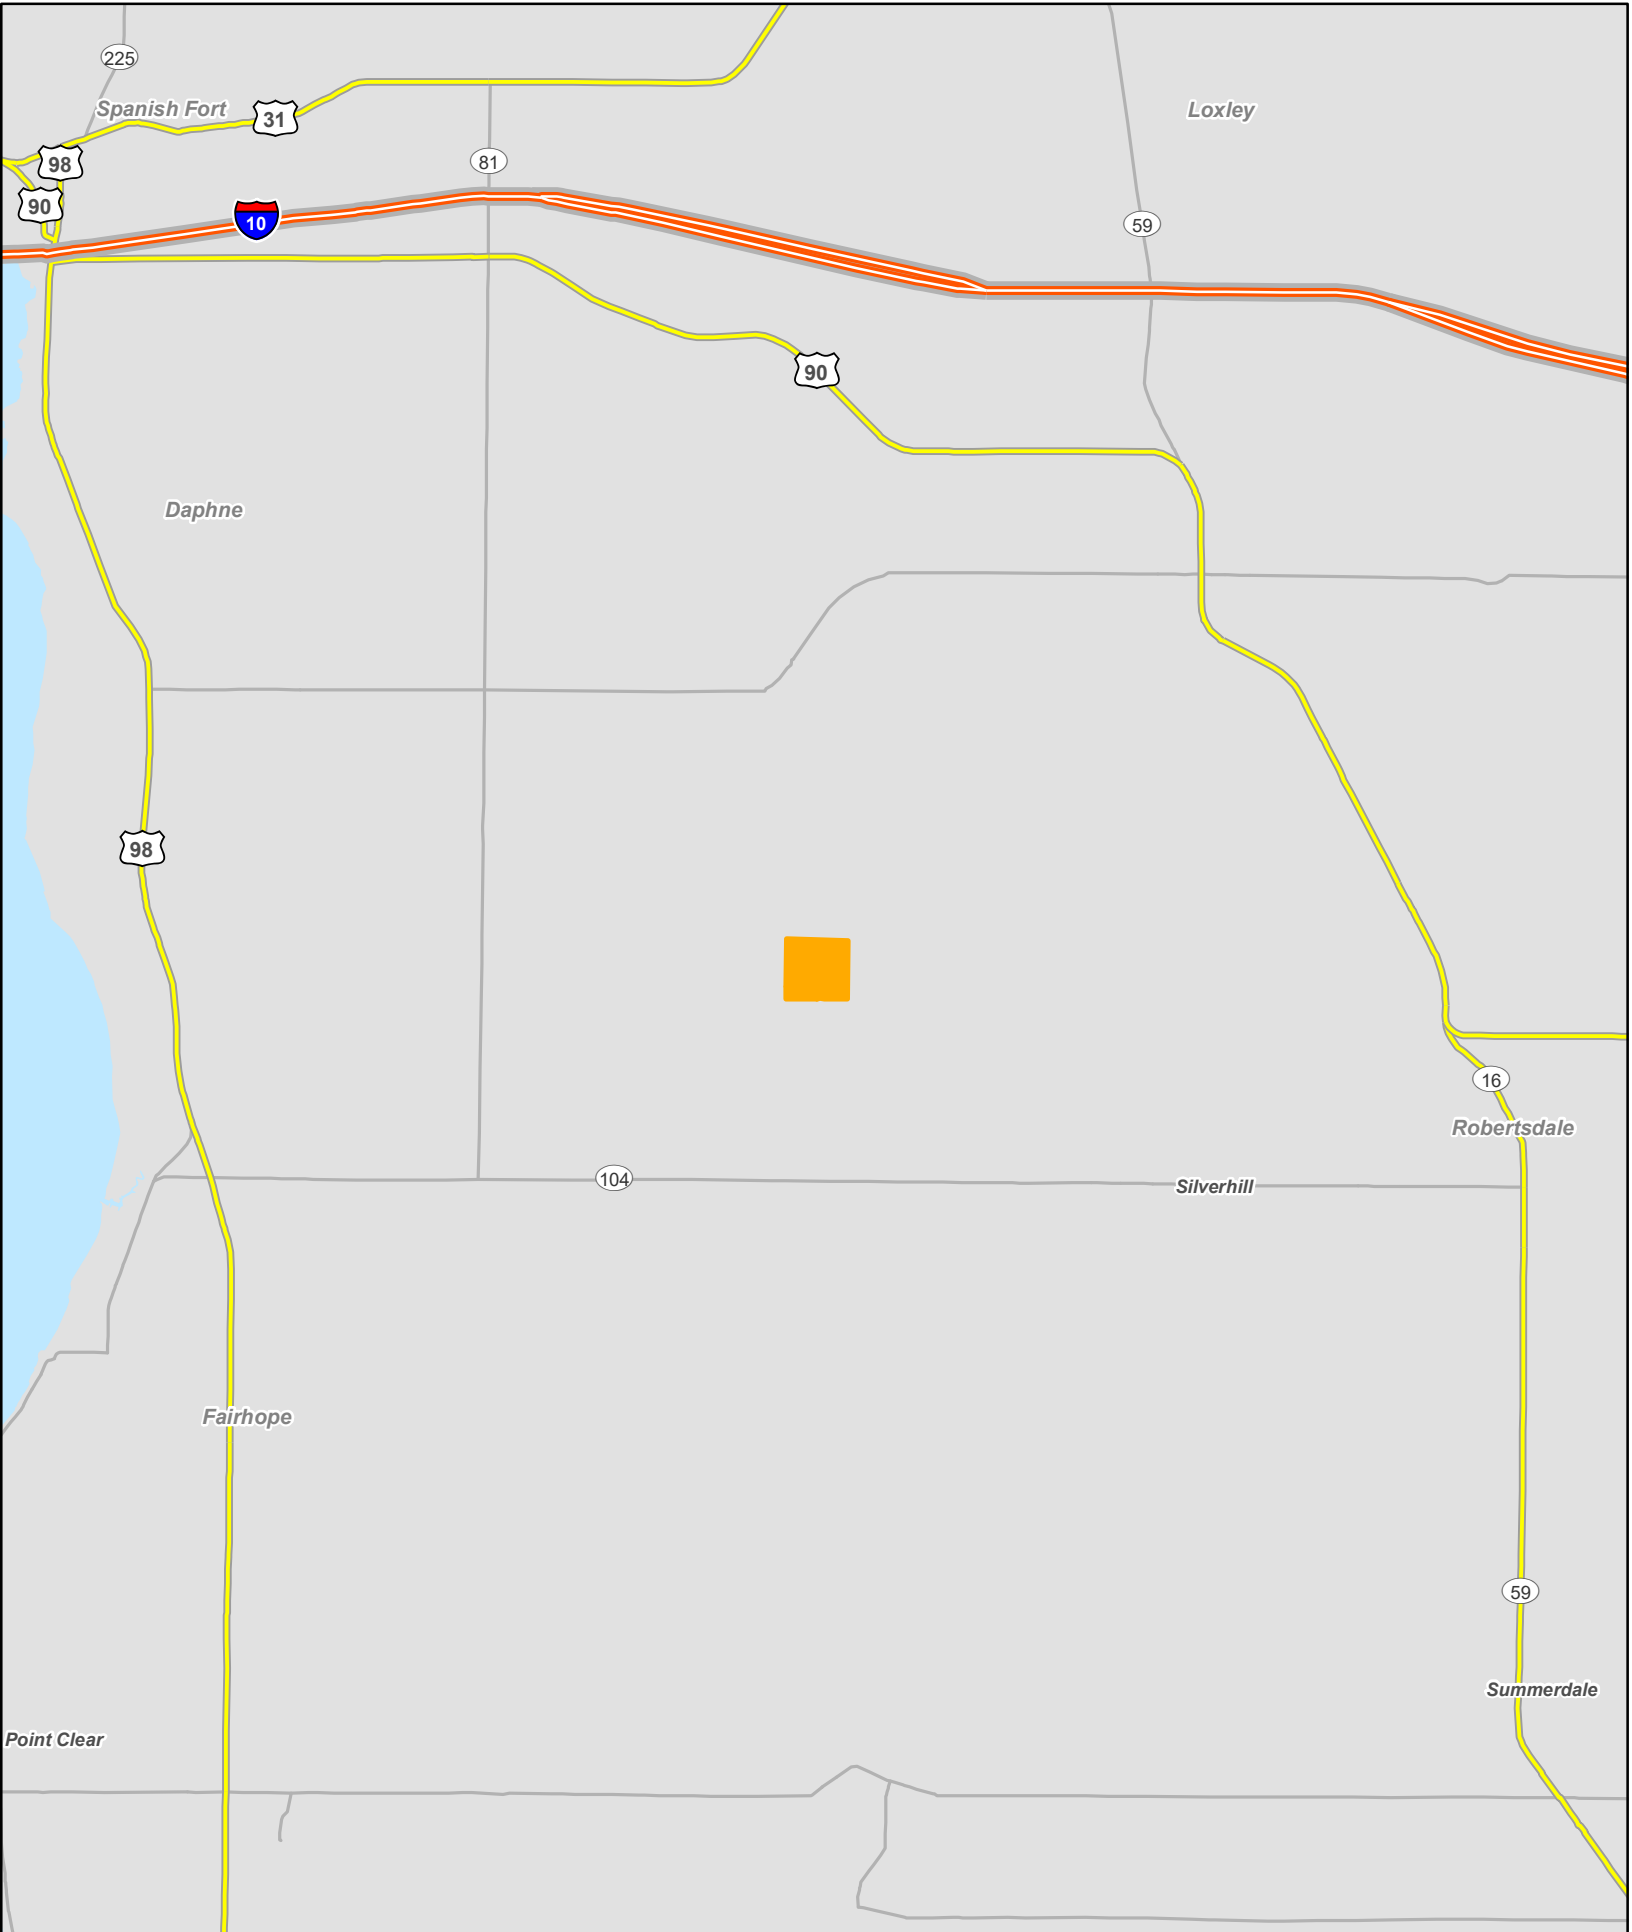 225
Spanish Fort
31
Loxley
98
81
90
10
59
90
Daphne
98
16
Robertsdale
104
Silverhill
Fairhope
59
Summerdale
Point Clear